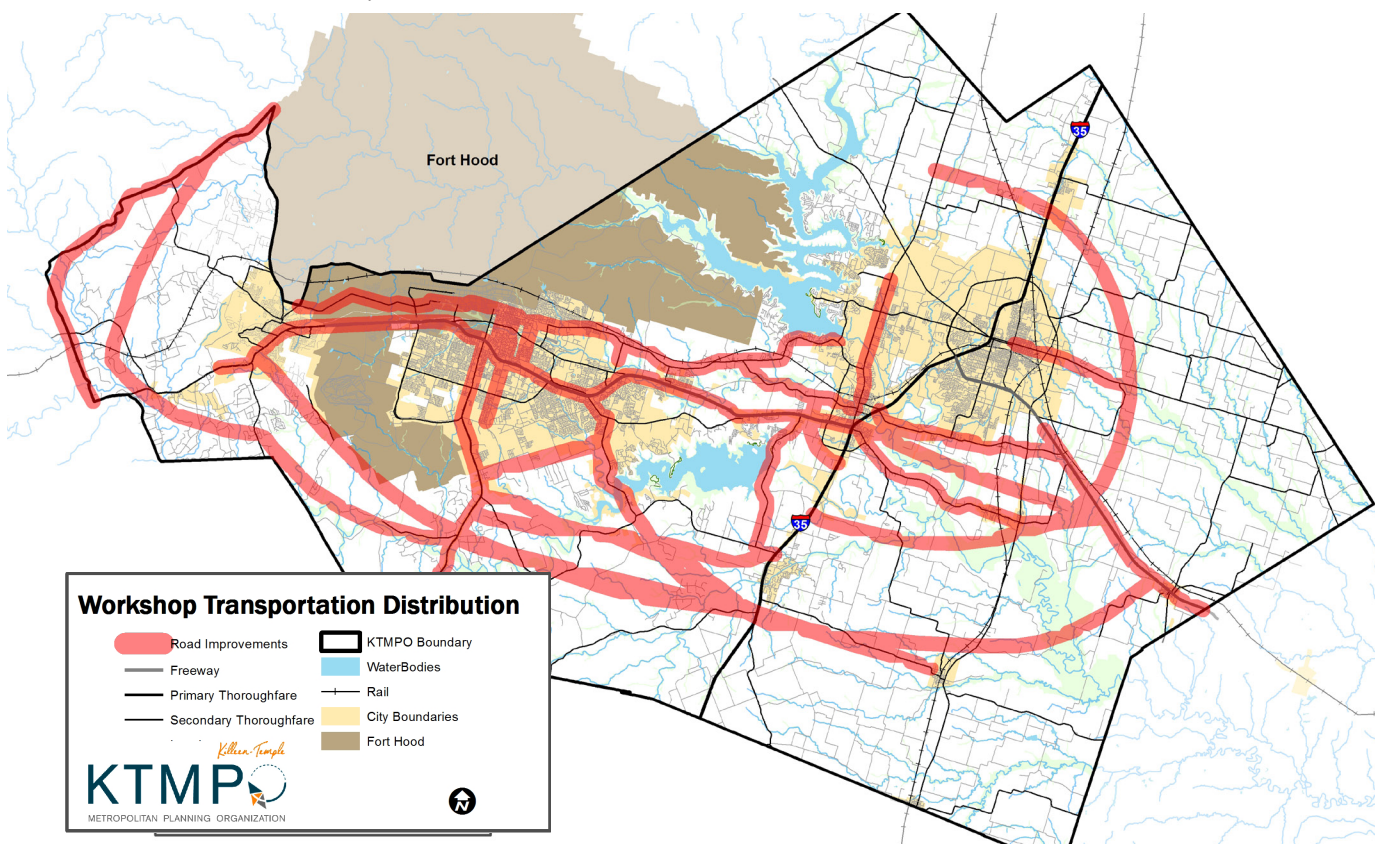 Fort Hood
35
35
Workshop Transportation Distribution
Road Improvements
Freeway
Primary Thoroughfare
Secondary Thoroughfare
KTMPO Boundary
WaterBodies
Rail
City Boundaries
Fort Hood
Killeen-Temple
KTMPO
METROPOLITAN PLANNING ORGANIZATION
N